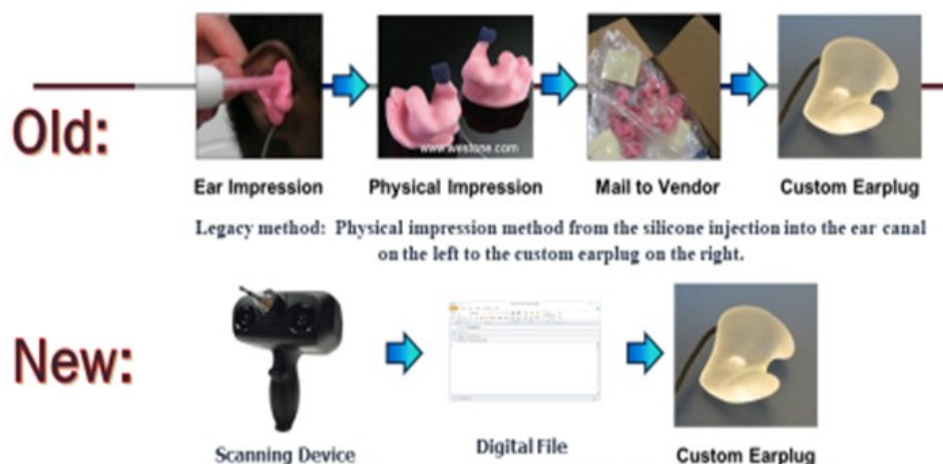 Old:
www.westone.com
Ear Impression Physical Impression Mail to Vendor Custom Earplug
Legacy method: Physical impression method from the silicone injection into the ear canal
on the left to the custom earplug on the right.
New:
Scanning Device Digital File Custom Earplug